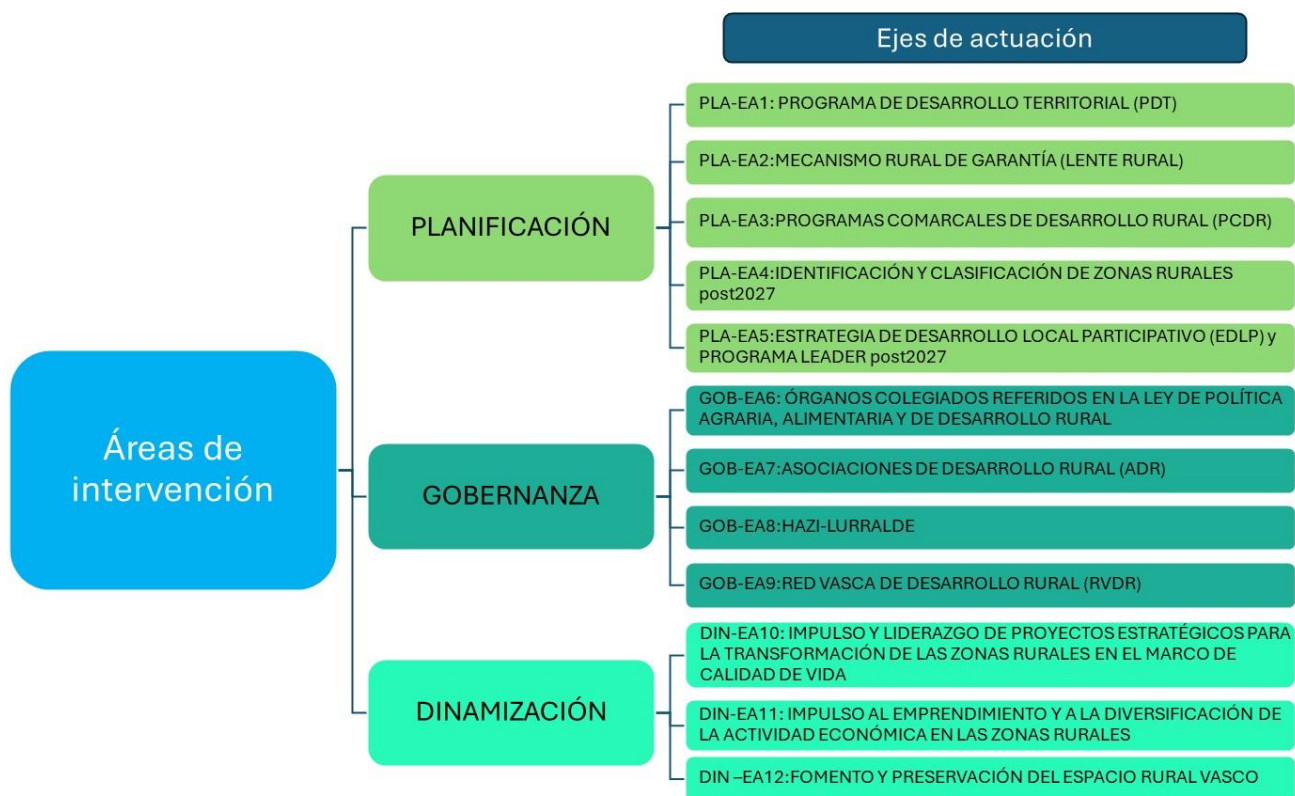 Ejes de actuación
PLA-EA1: PROGRAMA DE DESARROLLO TERRITORIAL (PDT)
PLA-EA2:MECANISMO RURAL DE GARANTÍA (LENTE RURAL)
PLANIFICACIÓN
PLA-EA3:PROGRAMAS COMARCALES DE DESARROLLO RURAL (PCDR)
PLA-EA4:IDENTIFICACIÓN Y CLASIFICACIÓN DE ZONAS RURALES
post2027
PLA-EA5:ESTRATEGIA DE DESARROLLO LOCAL PARTICIPATIVO (EDLP) y
PROGRAMA LEADER post2027
Áreas de
intervención
GOBERNANZA
GOB-EA6: ÓRGANOS COLEGIADOS REFERIDOS EN LA LEY DE POLÍTICA
AGRARIA, ALIMENTARIA Y DE DESARROLLO RURAL
GOB-EA7: ASOCIACIONES DE DESARROLLO RURAL (ADR)
GOB-EA8:HAZI-LURRALDE
GOB-EA9:RED VASCA DE DESARROLLO RURAL (RVDR)
DINAMIZACIÓN
DIN-EA10: IMPULSO Y LIDERAZGO DE PROYECTOS ESTRATÉGICOS PARA
LA TRANSFORMACIÓN DE LAS ZONAS RURALES EN EL MARCO DE
CALIDAD DE VIDA
DIN-EA11: IMPULSO AL EMPRENDIMIENTO Y A LA DIVERSIFICACIÓN DE
LA ACTIVIDAD ECONÓMICA EN LAS ZONAS RURALES
DIN –EA12:FOMENTO Y PRESERVACIÓN DEL ESPACIO RURAL VASCO